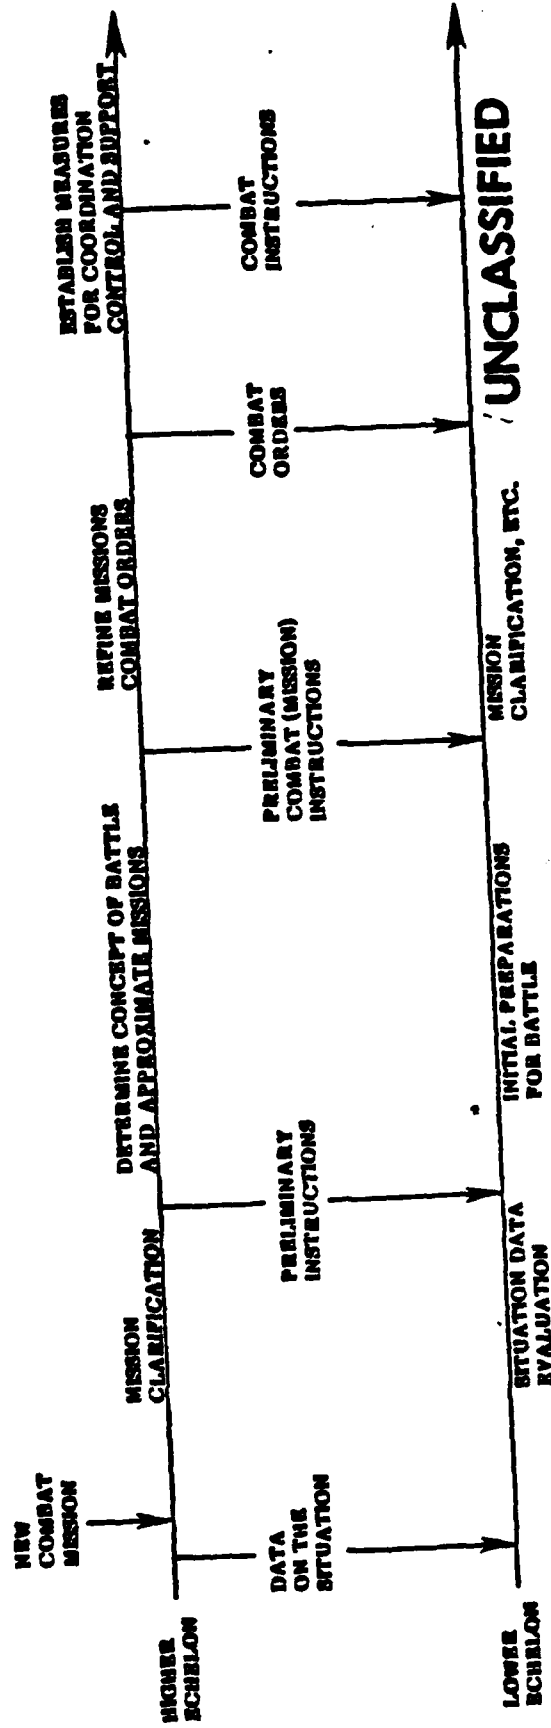 NEW
COMBAT
MISSION
MISSION
CLARIFICATION
DETERMINE CONCEPT OF BATTLE
AND APPROXIMATE MISSIONS
REFINE MISSIONS
COMBAT ORDERS
ESTABLISH MEASURES
FOR COORDINATION
CONTROL AND SUPPORT
HIGHER
ECHELON
DATA
ON THE
SITUATION
PRELIMINARY
INSTRUCTIONS
PRELIMINARY
COMBAT (MISSION)
INSTRUCTIONS
COMBAT
ORDERS
COMBAT
INSTRUCTIONS
LOWER
ECHELON
SITUATION DATA
EVALUATION
INITIAL PREPARATIONS
FOR BATTLE
MISSION
CLARIFICATION, ETC.
UNCLASSIFIED